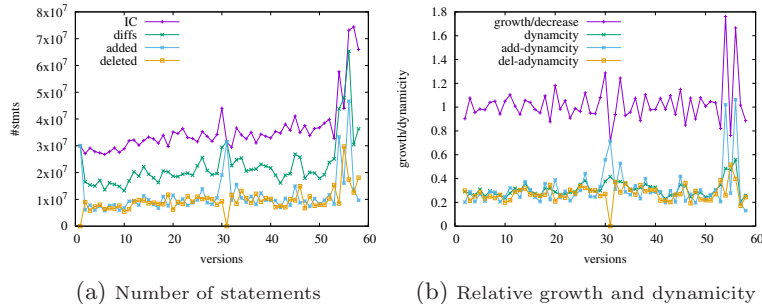 IC
diffs
added
deleted
8x10^7
7x10^7
6x10^7
5x10^7
4x10^7
3x10^7
2x10^7
1x10^7
0
#stmts
0 10 20 30 40 50 60
versions
(a) Number of statements
growth/decrease
dynamcity
add-dynamcity
del-adynamcity
1.8
1.6
1.4
1.2
1
0.8
0.6
0.4
0.2
0
growth/dynamicity
0 10 20 30 40 50 60
versions
(b) Relative growth and dynamicity